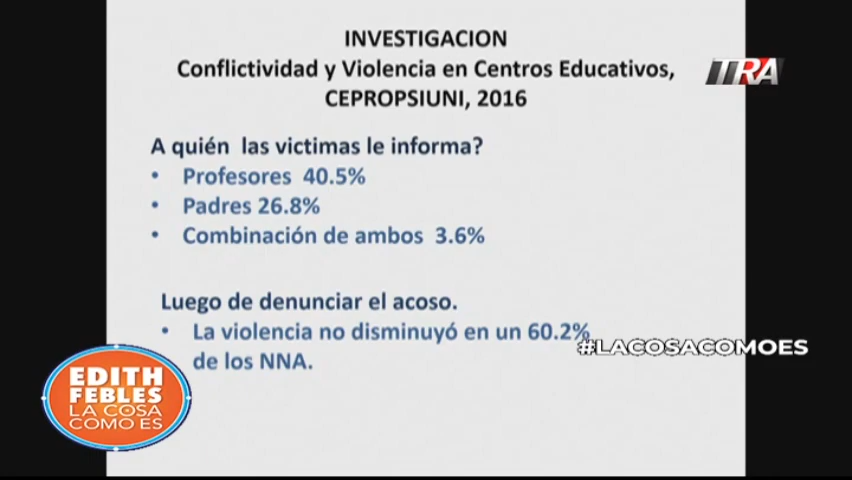 INVESTIGACION
Conflictividad y Violencia en Centros Educativos,
CEPROPSIUNI, 2016
A quién las victimas le informa?
• Profesores 40.5%
• Padres 26.8%
• Combinación de ambos 3.6%
Luego de denunciar el acoso.
• La violencia no disminuyó en un 60.2%
de los NNA.
#LACOSACOMOES
EDITH
FEBLES
LA COSA
COMO ES